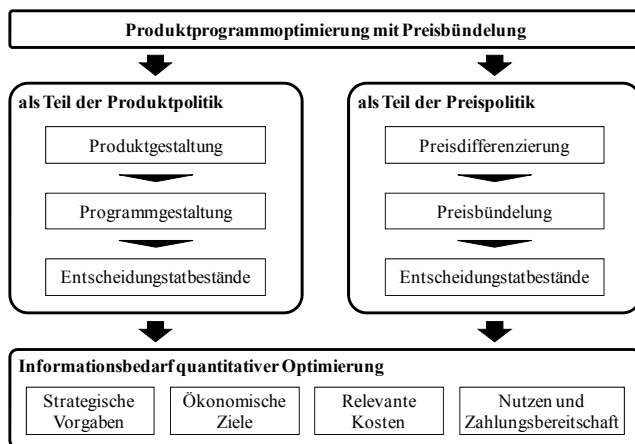 Produktprogrammoptimierung mit Preisbündelung
als Teil der Produktpolitik
Produktgestaltung
Programmgestaltung
Entscheidungstatbestände
als Teil der Preispolitik
Preisdifferenzierung
Preisbündelung
Entscheidungstatbestände
Informationsbedarf quantitativer Optimierung
Strategische
Vorgaben
Ökonomische
Ziele
Relevante
Kosten
Nutzen und
Zahlungsbereitschaft